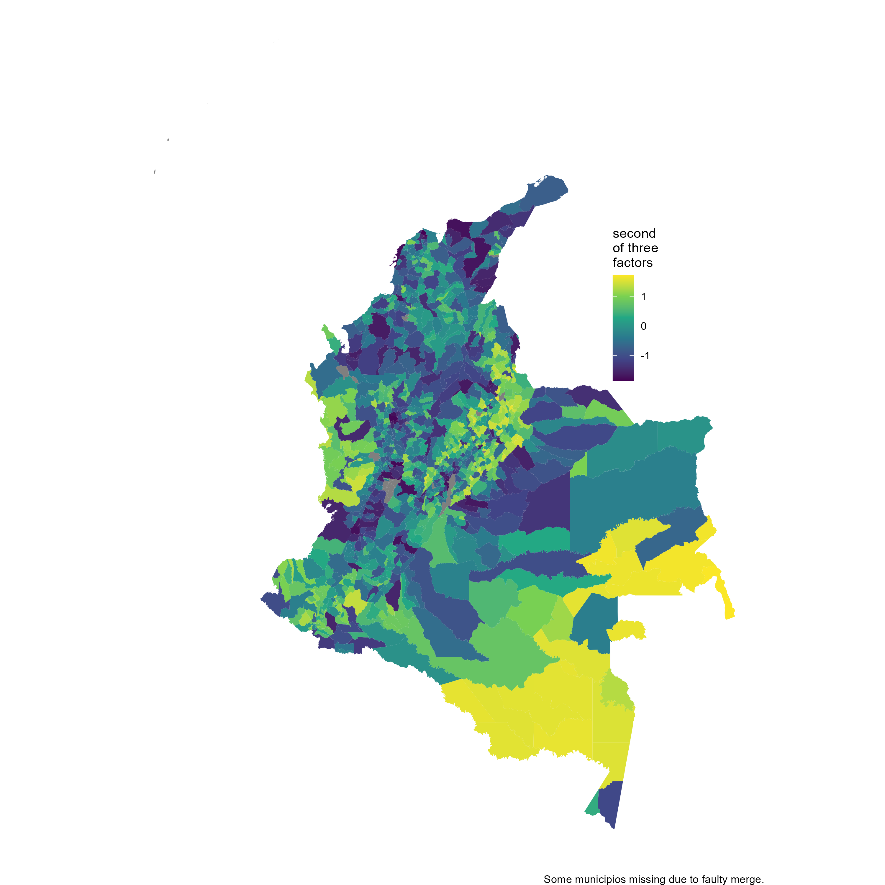 second
of three
factors
1
0
-1
Some municipios missing due to faulty merge.